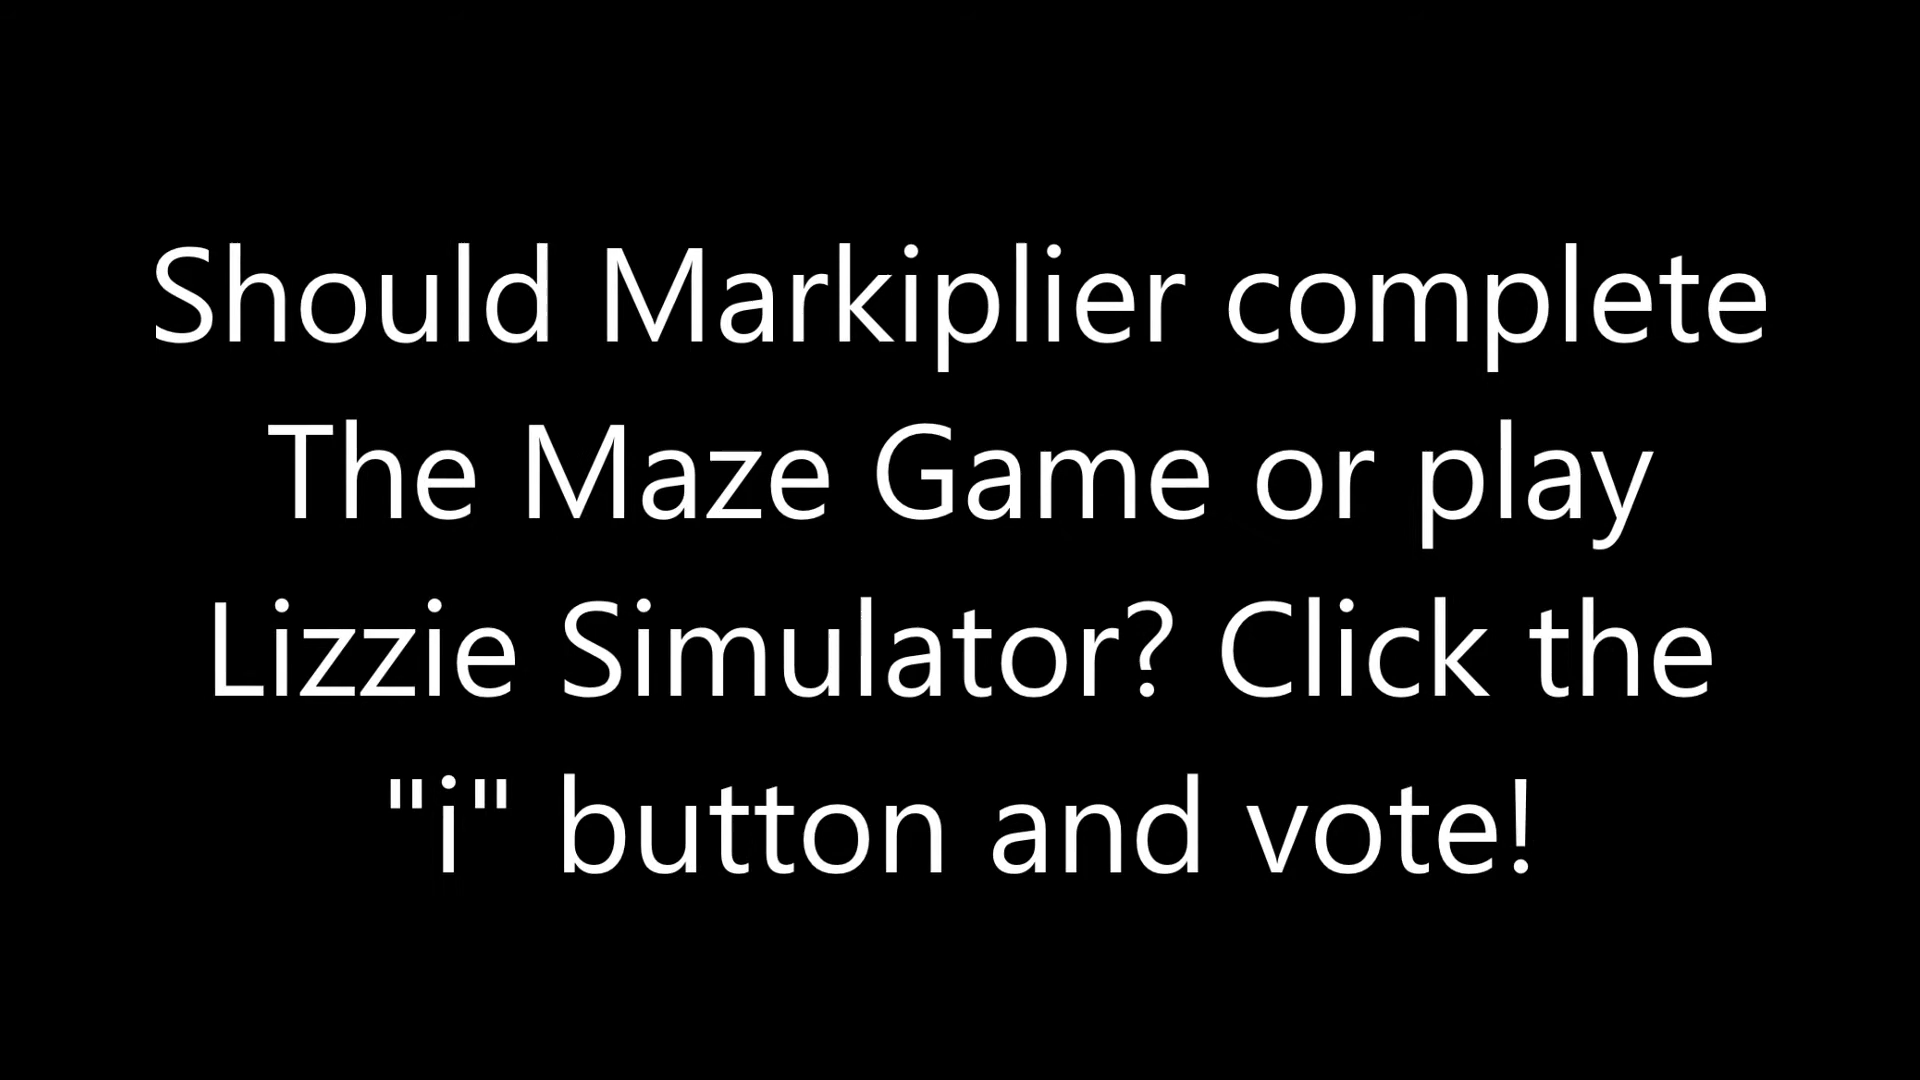 Should Markiplier complete
The Maze Game or play
Lizzie Simulator? Click the
"i" button and vote!